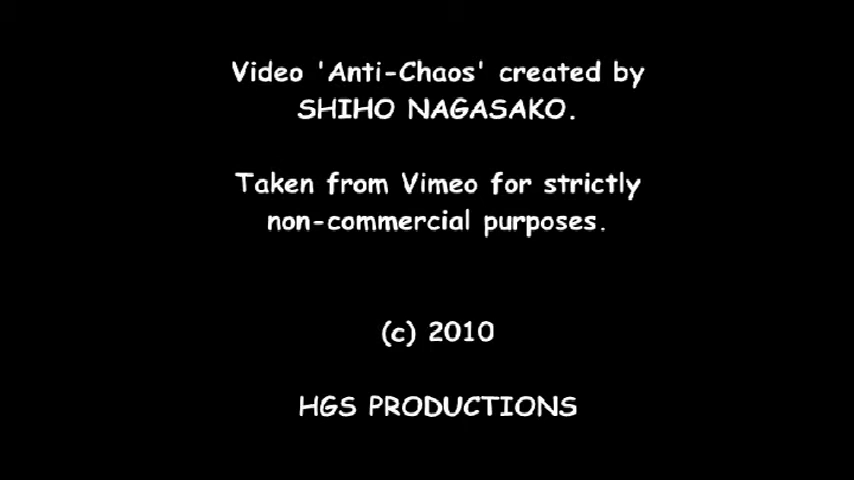 Video 'Anti-Chaos' created by
SHIHO NAGASAKO.
Taken from Vimeo for strictly
non-commercial purposes.
(c) 2010
HGS PRODUCTIONS